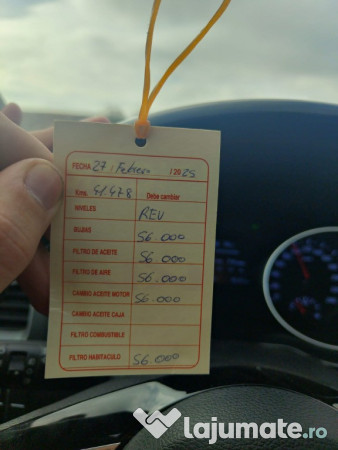 FECHA 27 / Febrero / 2025
Kms. 41.478 Debe cambiar
NIVELES REV
BUJIAS 56.000
FILTRO DE ACEITE 56.000
FILTRO DE AIRE 56.000
CAMBIO ACEITE MOTOR 56.000
CAMBIO ACEITE CAJA
FILTRO COMBUSTIBLE
FILTRO HABITACULO 56.000
lajumate.ro